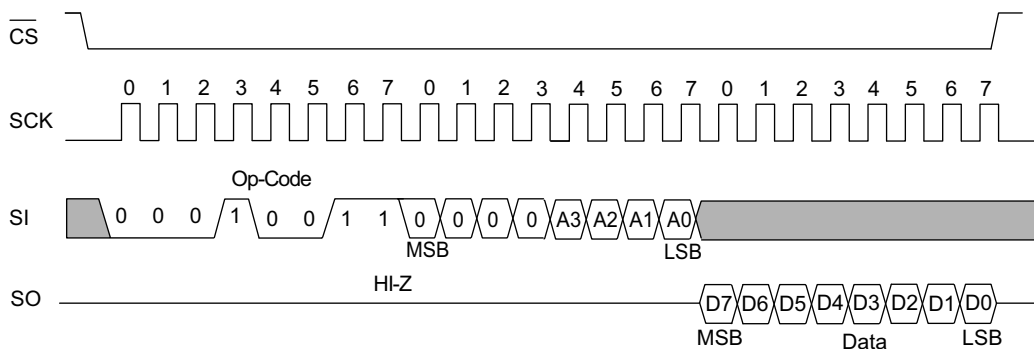 CS
0 1 2 3 4 5 6 7 0 1 2 3 4 5 6 7 0 1 2 3 4 5 6 7
SCK
Op-Code
SI 0 0 0 1 0 0 1 1 0 0 0 0 A3 A2 A1 A0
MSB LSB
HI-Z
SO D7 D6 D5 D4 D3 D2 D1 D0
MSB Data LSB